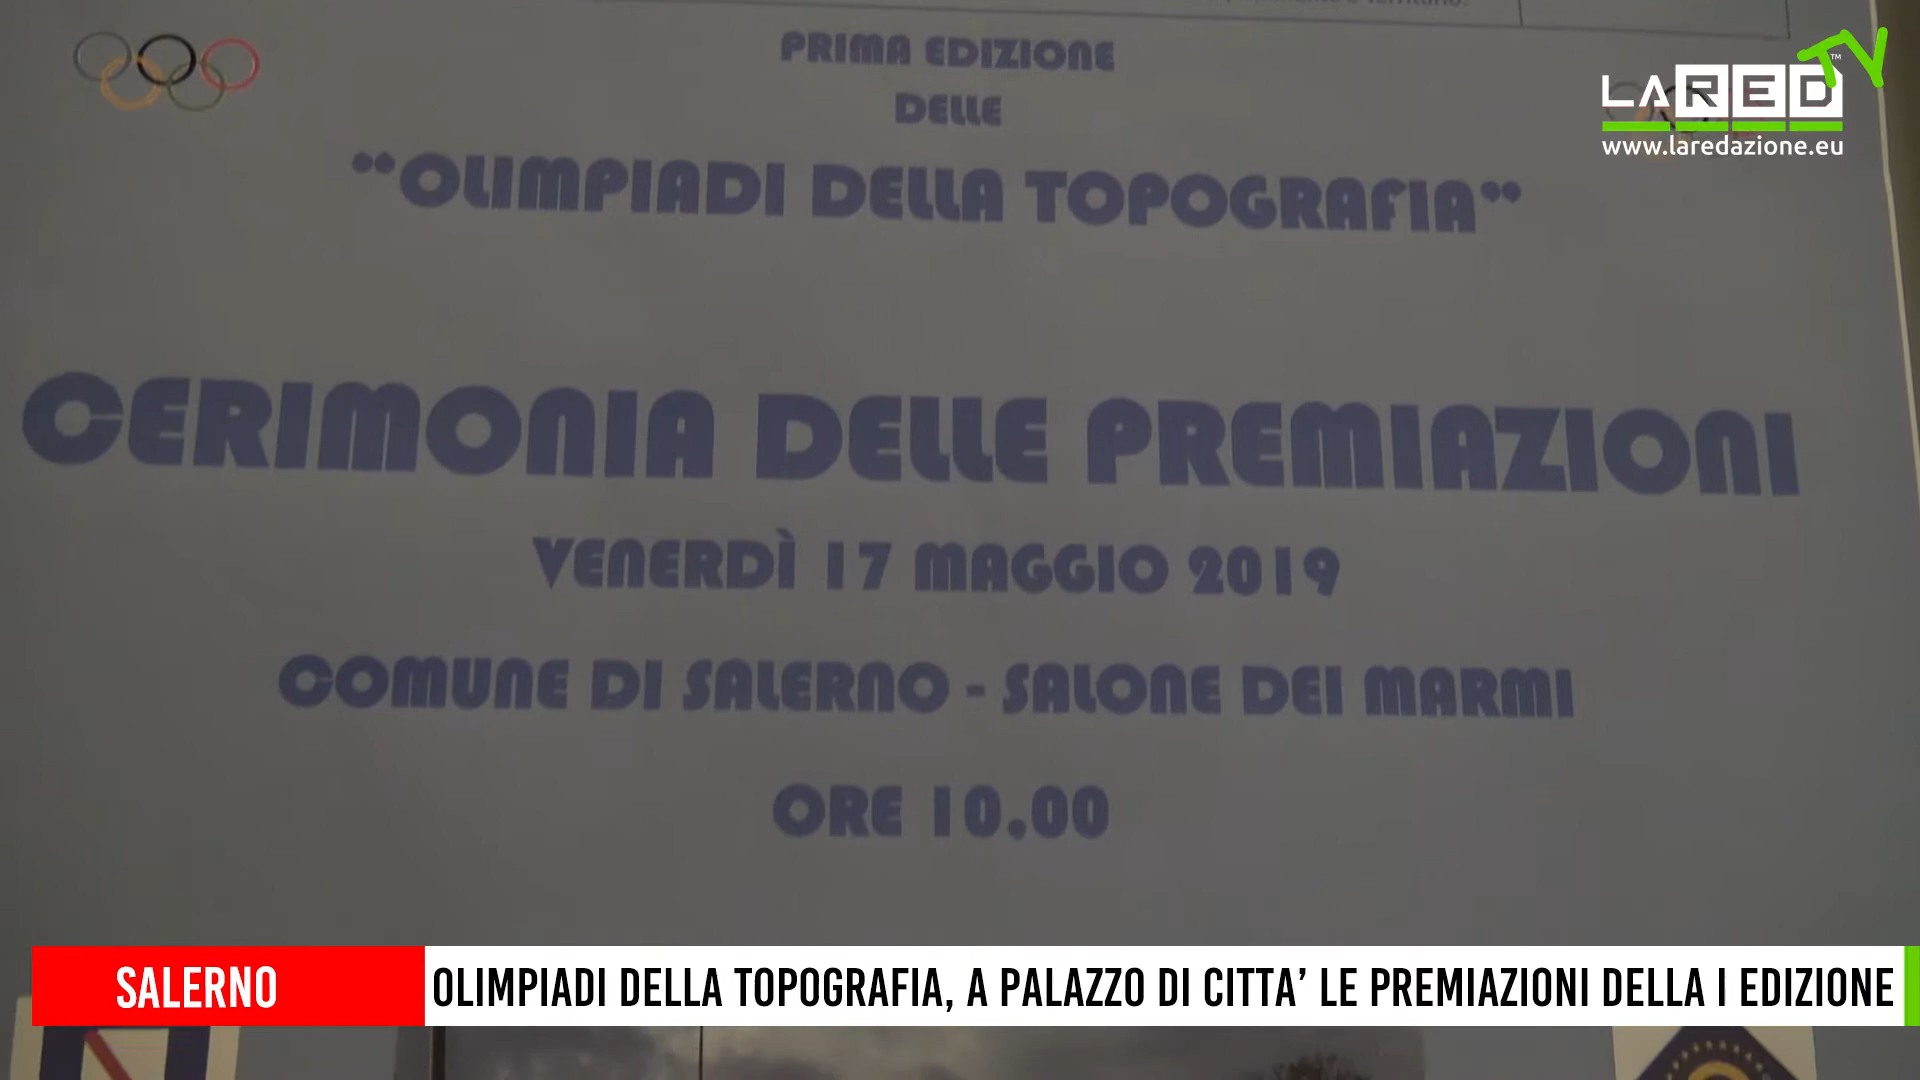 PRIMA EDIZIONE
DELLE
“OLIMPIADI DELLA TOPOGRAFIA”
CERIMONIA DELLE PREMIAZIONI
VENERDÌ 17 MAGGIO 2019
COMUNE DI SALERNO - SALONE DEI MARMI
ORE 10.00
LARED TV™
www.laredazione.eu
SALERNO
OLIMPIADI DELLA TOPOGRAFIA, A PALAZZO DI CITTA’ LE PREMIAZIONI DELLA I EDIZIONE